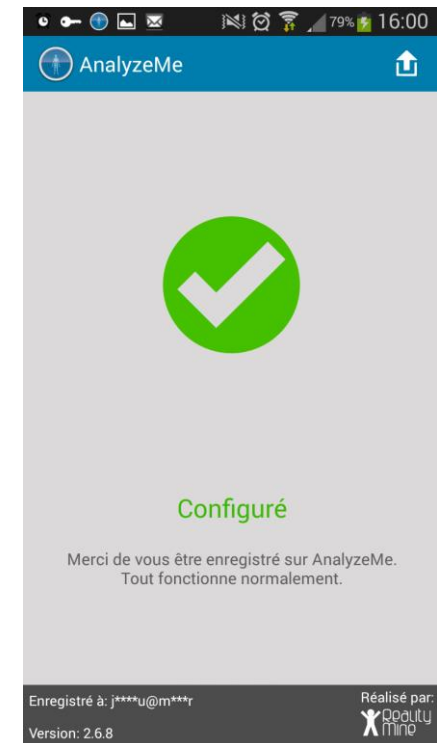 79% 16:00
AnalyzeMe
Configuré
Merci de vous être enregistré sur AnalyzeMe.
Tout fonctionne normalement.
Enregistré à: j****u@m***r
Réalisé par:
Reality
mine
Version: 2.6.8